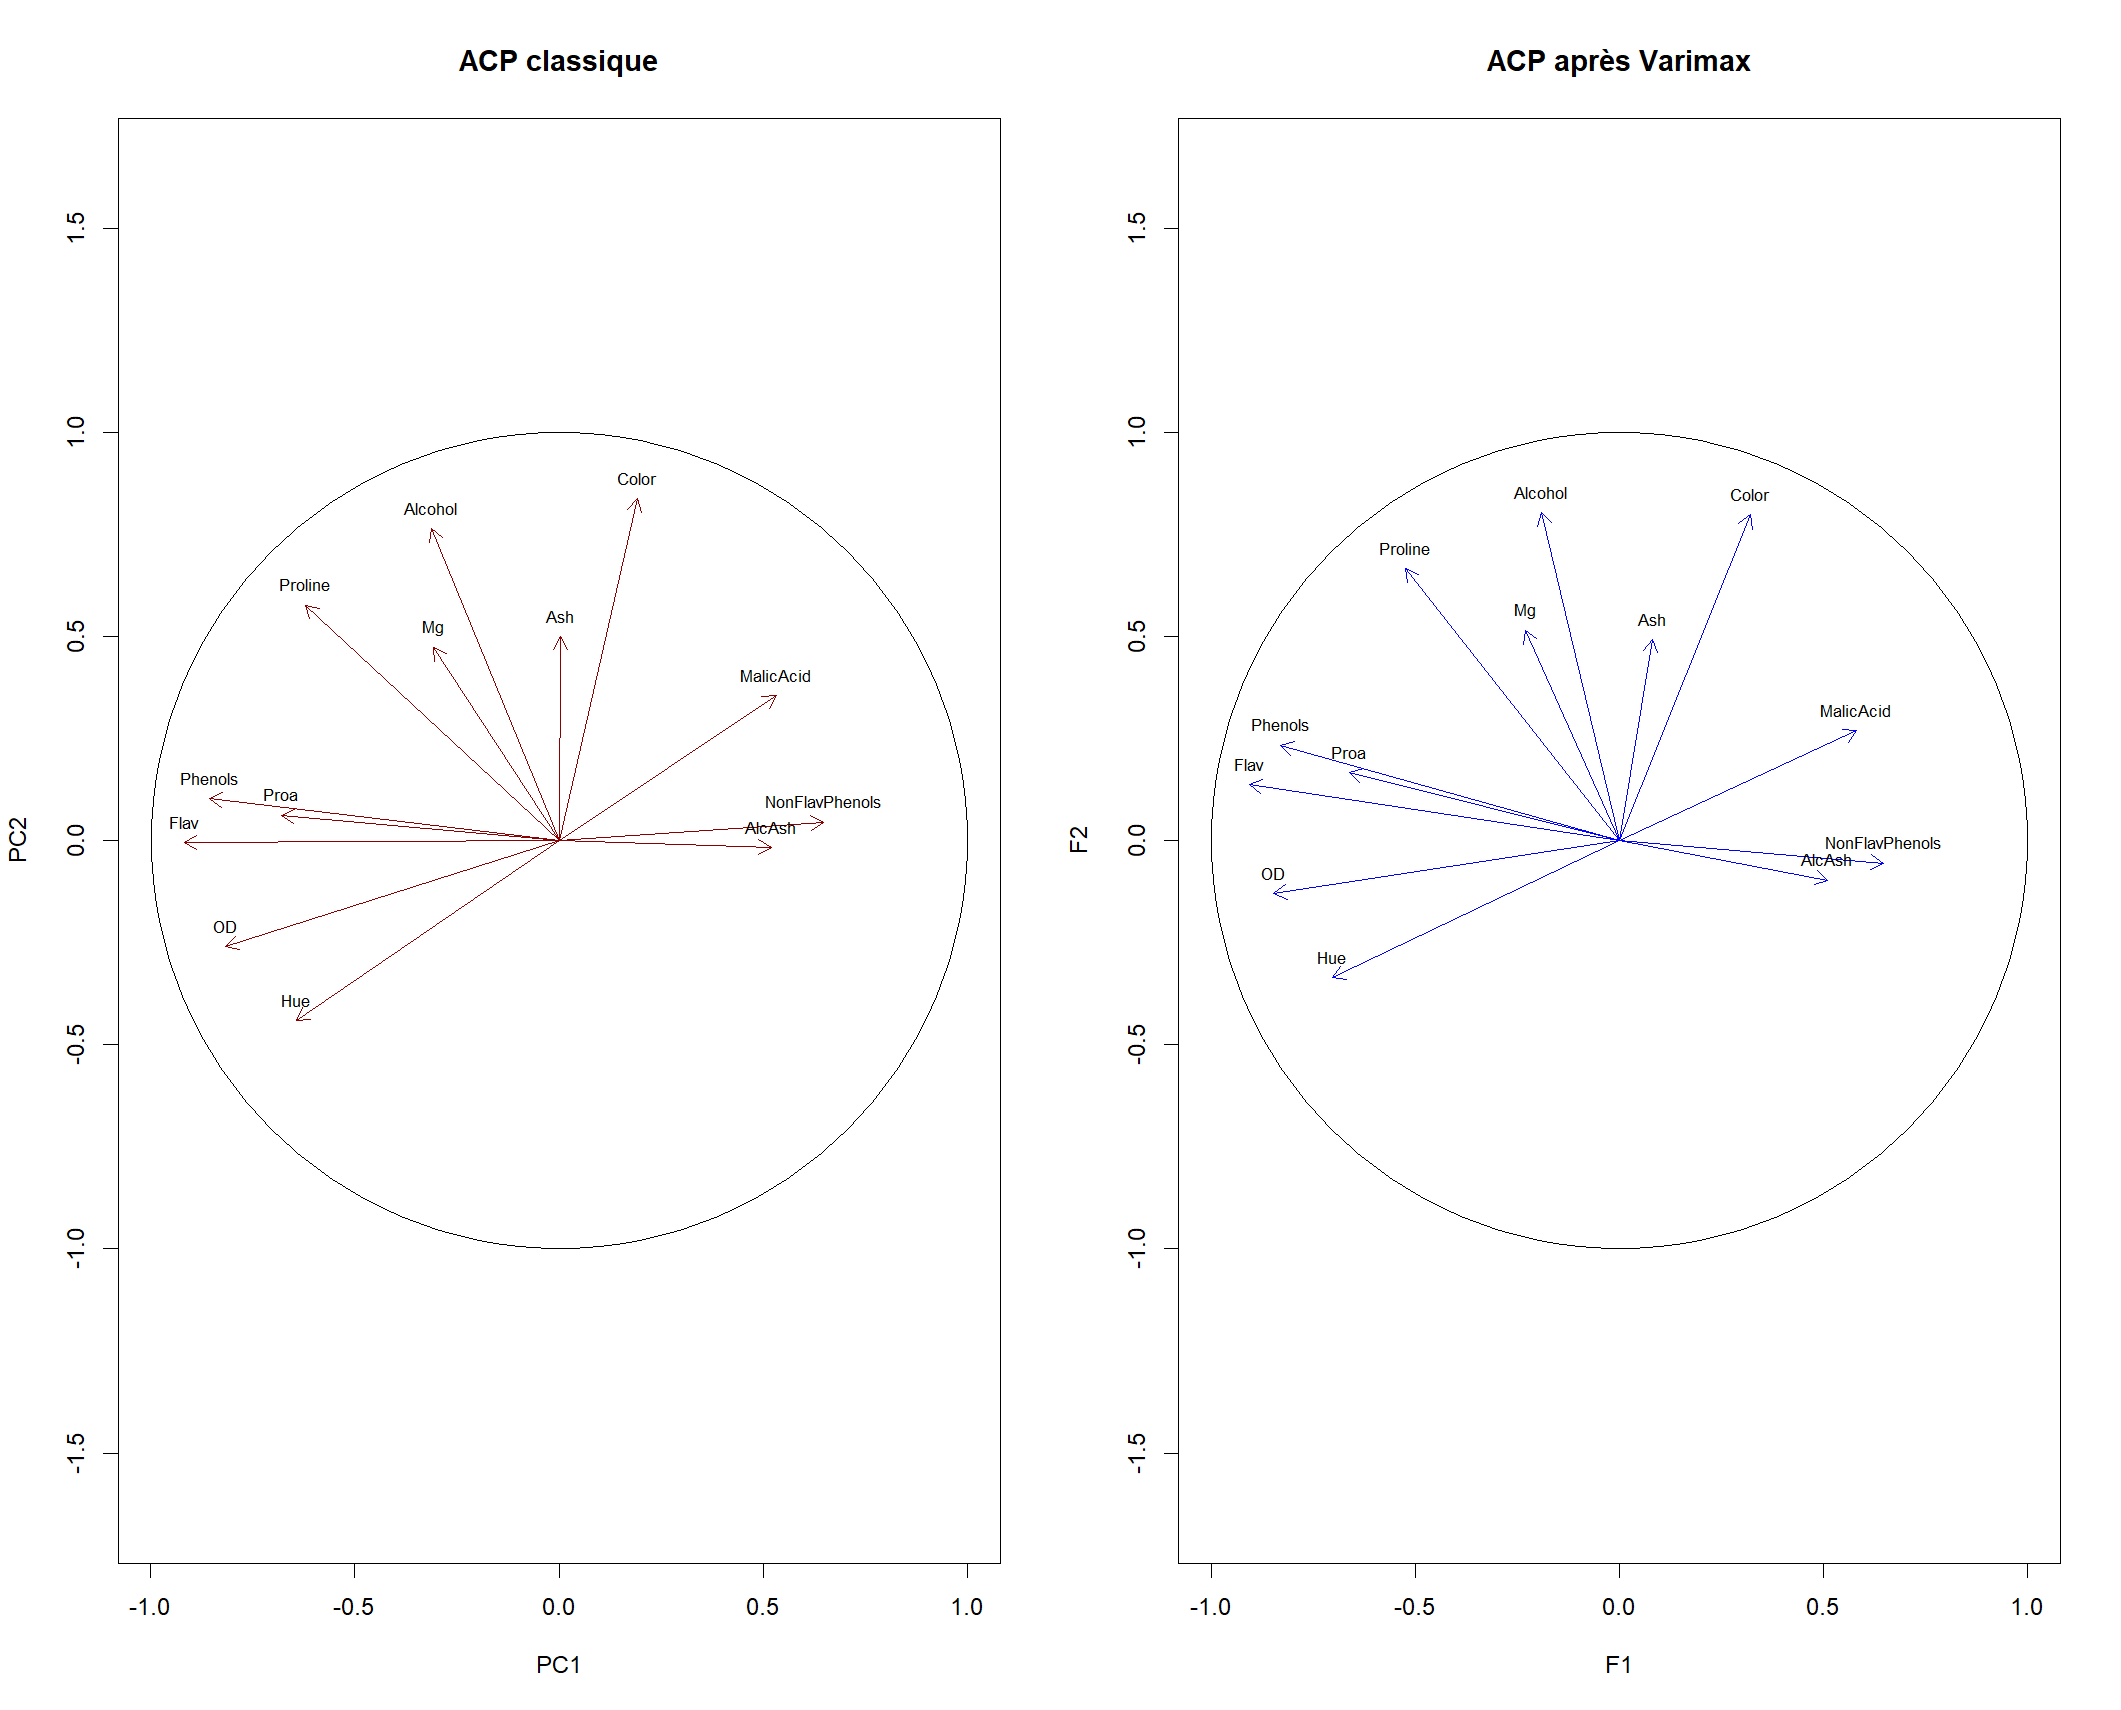 ACP classique
PC2
1.5
1.0
0.5
0.0
-0.5
-1.0
-1.5
Color
Alcohol
Proline
Mg
Ash
MalicAcid
Phenols
Proa
NonFlavPhenols
Flav
AlcAsh
OD
Hue
-1.0 -0.5 0.0 0.5 1.0
PC1
ACP après Varimax
F2
1.5
1.0
0.5
0.0
-0.5
-1.0
-1.5
Alcohol
Color
Proline
Mg
Ash
MalicAcid
Phenols
Proa
Flav
NonFlavPhenols
AlcAsh
OD
Hue
-1.0 -0.5 0.0 0.5 1.0
F1